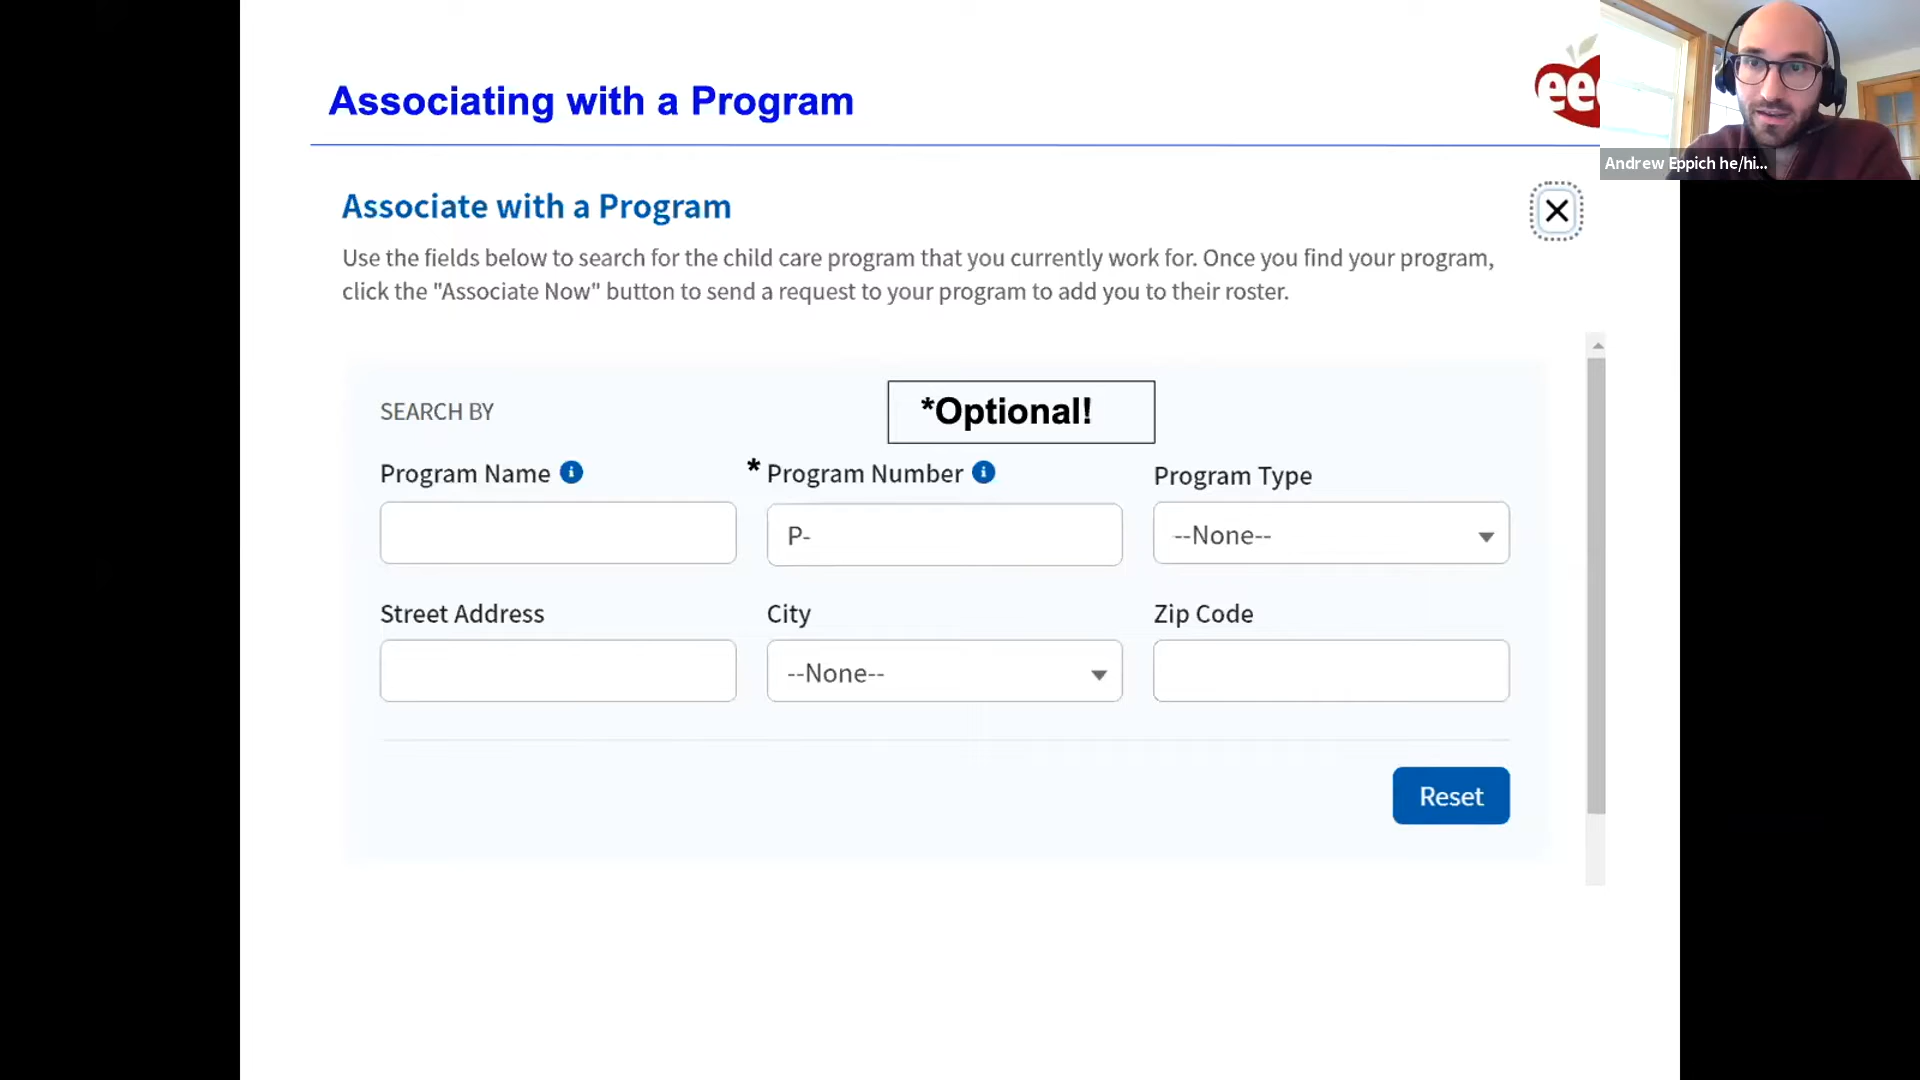 Associating with a Program
ee
Andrew Eppich he/hi...
Associate with a Program
Use the fields below to search for the child care program that you currently work for. Once you find your program,
click the "Associate Now" button to send a request to your program to add you to their roster.
SEARCH BY
*Optional!
Program Name
* Program Number
Program Type
P-
--None--
Street Address
City
Zip Code
--None--
Reset